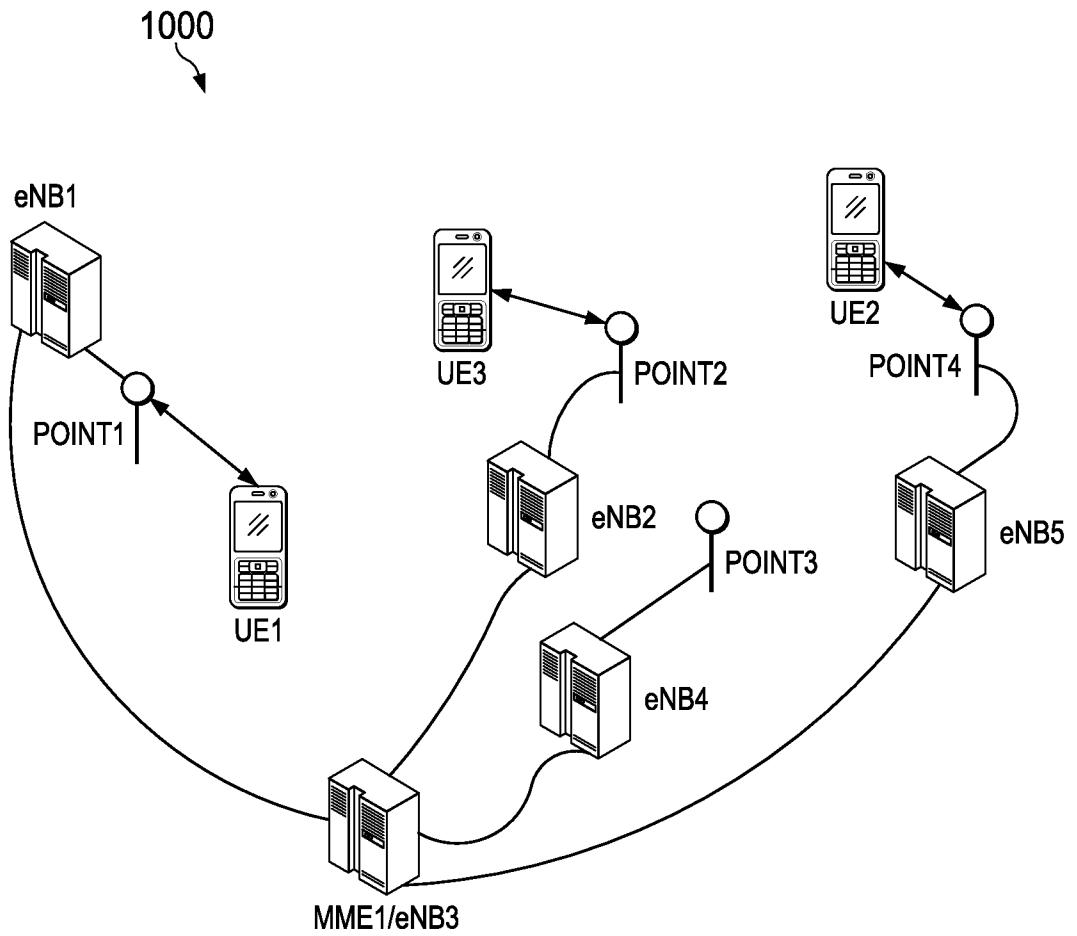 1000
eNB1
UE2
UE3
POINT2
POINT4
POINT1
eNB2
eNB5
POINT3
UE1
eNB4
MME1/eNB3